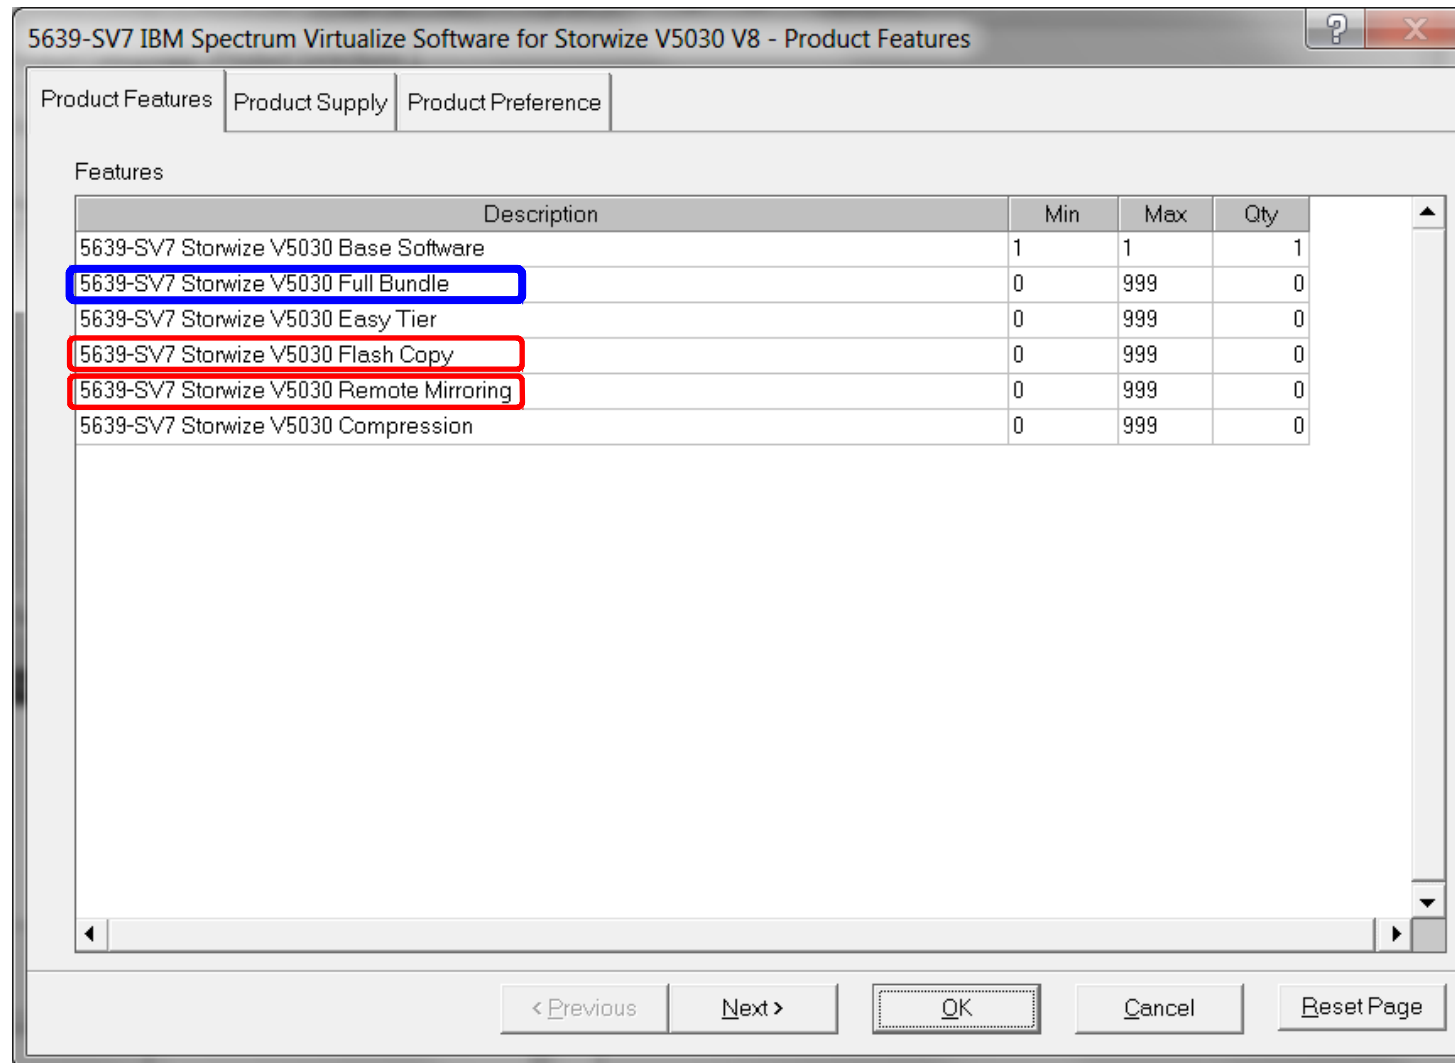 5639-SV7 IBM Spectrum Virtualize Software for Storwize V5030 V8 - Product Features
? X
Product Features Product Supply Product Preference
Features
Description Min Max Qty
5639-SV7 Storwize V5030 Base Software 1 1 1
5639-SV7 Storwize V5030 Full Bundle 0 999 0
5639-SV7 Storwize V5030 Easy Tier 0 999 0
5639-SV7 Storwize V5030 Flash Copy 0 999 0
5639-SV7 Storwize V5030 Remote Mirroring 0 999 0
5639-SV7 Storwize V5030 Compression 0 999 0
< Previous Next > OK Cancel Reset Page